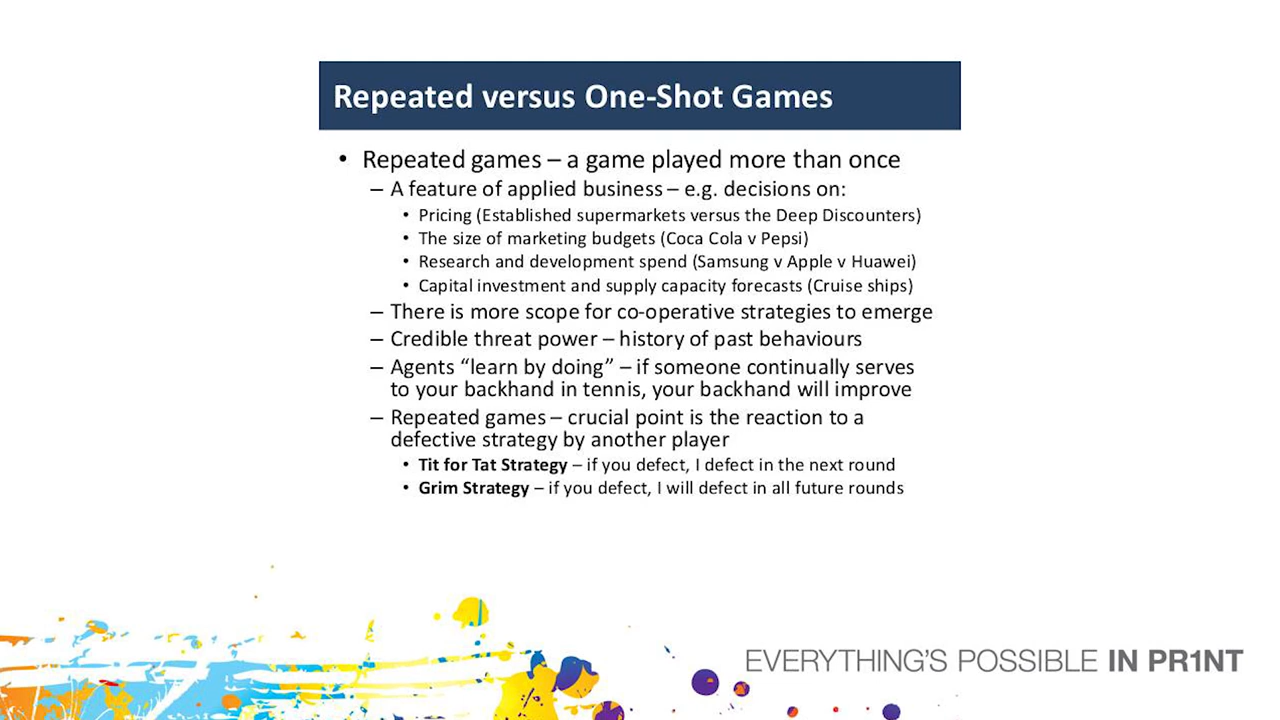 Repeated versus One-Shot Games
• Repeated games – a game played more than once
– A feature of applied business – e.g. decisions on:
• Pricing (Established supermarkets versus the Deep Discounters)
• The size of marketing budgets (Coca Cola v Pepsi)
• Research and development spend (Samsung v Apple v Huawei)
• Capital investment and supply capacity forecasts (Cruise ships)
– There is more scope for co-operative strategies to emerge
– Credible threat power – history of past behaviours
– Agents “learn by doing” – if someone continually serves
to your backhand in tennis, your backhand will improve
– Repeated games – crucial point is the reaction to a
defective strategy by another player
• Tit for Tat Strategy – if you defect, I defect in the next round
• Grim Strategy – if you defect, I will defect in all future rounds
EVERYTHING’S POSSIBLE IN PR1NT